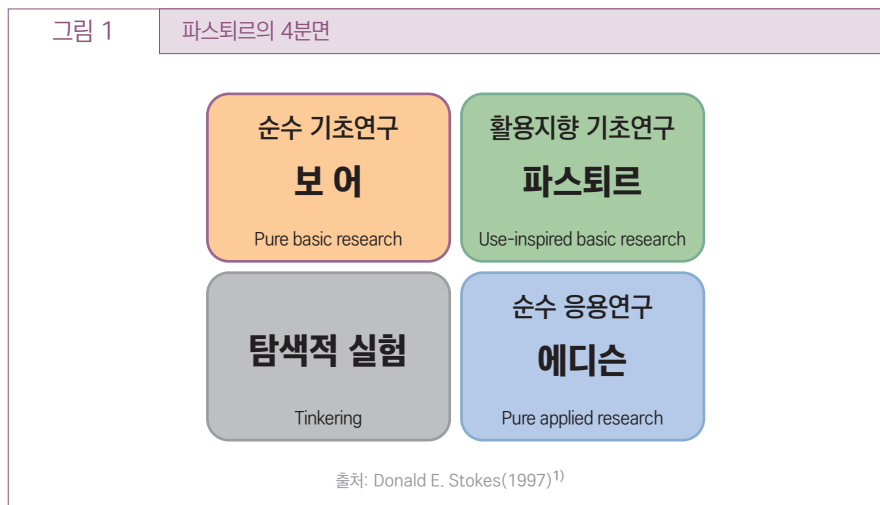 그림 1
파스퇴르의 4분면
순수 기초연구
보 어
Pure basic research
활용지향 기초연구
파스퇴르
Use-inspired basic research
탐색적 실험
Tinkering
순수 응용연구
에디슨
Pure applied research
출처: Donald E. Stokes(1997)1)